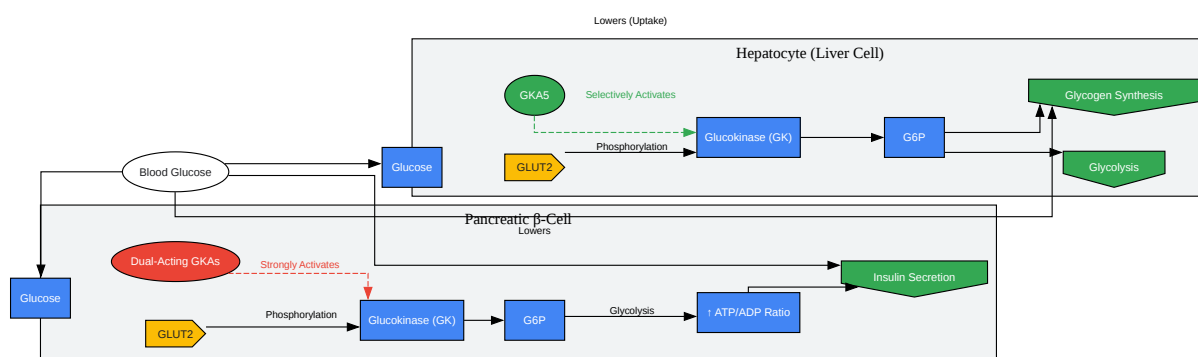 Lowers (Uptake)
Hepatocyte (Liver Cell)
GKA5
Selectively Activates
Glycogen Synthesis
Glucokinase (GK)
G6P
Phosphorylation
GLUT2
Glucose
Glycolysis
Blood Glucose
Pancreatic β-Cell
Lowers
Dual-Acting GKAs
Strongly Activates
Insulin Secretion
Glucose
Phosphorylation
GLUT2
Glucokinase (GK)
G6P
Glycolysis
↑ ATP/ADP Ratio